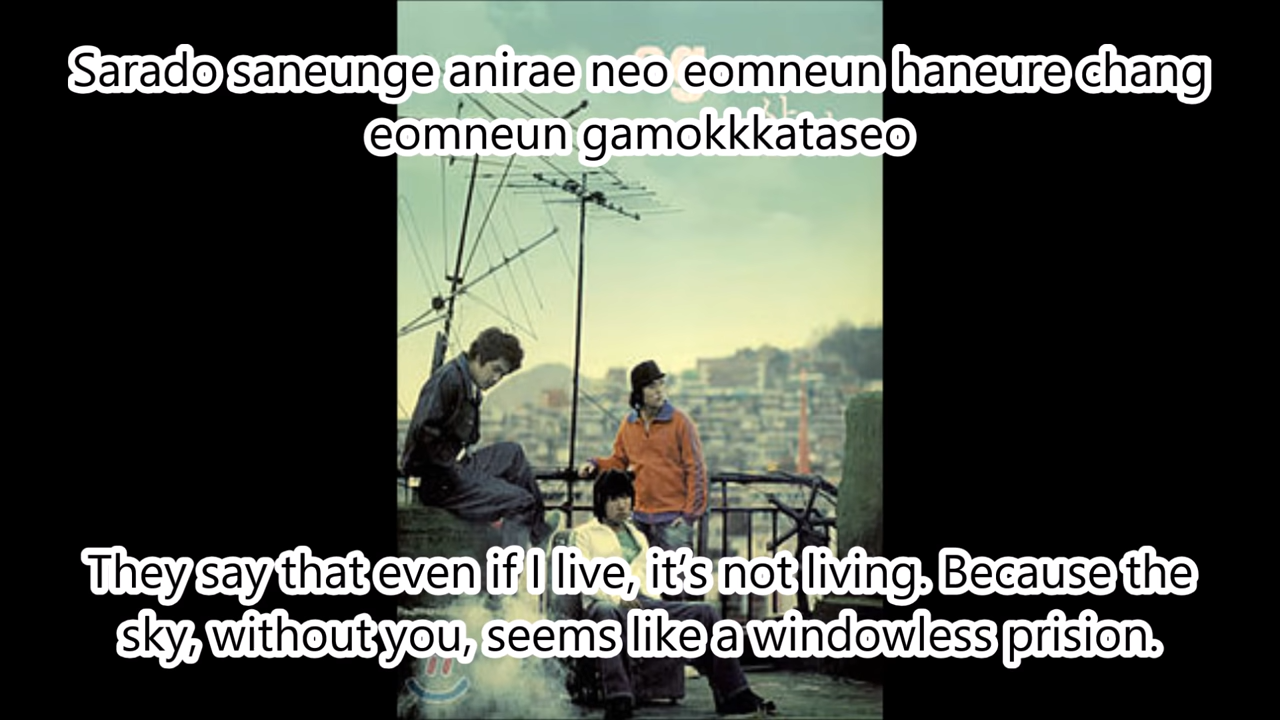 Sarado saneunge anirae neo eomneun haneure chang
eomneun gamokkkataseo
sg
They say that even if I live, it's not living. Because the
sky, without you, seems like a windowless prision.